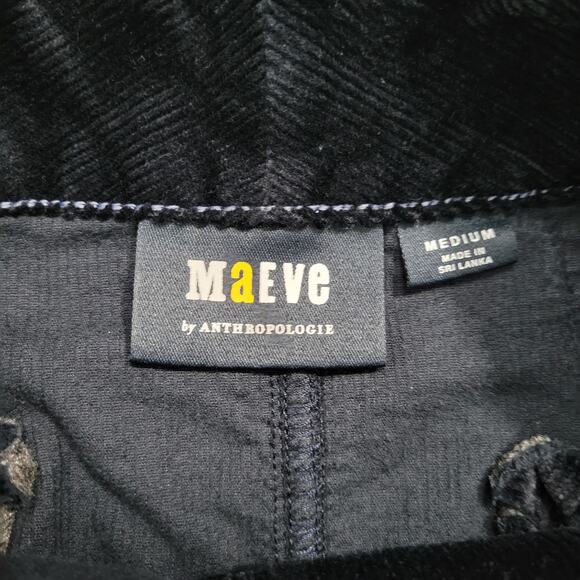 MaEVe
by ANTHROPOLOGIE
MEDIUM
MADE IN
SRI LANKA